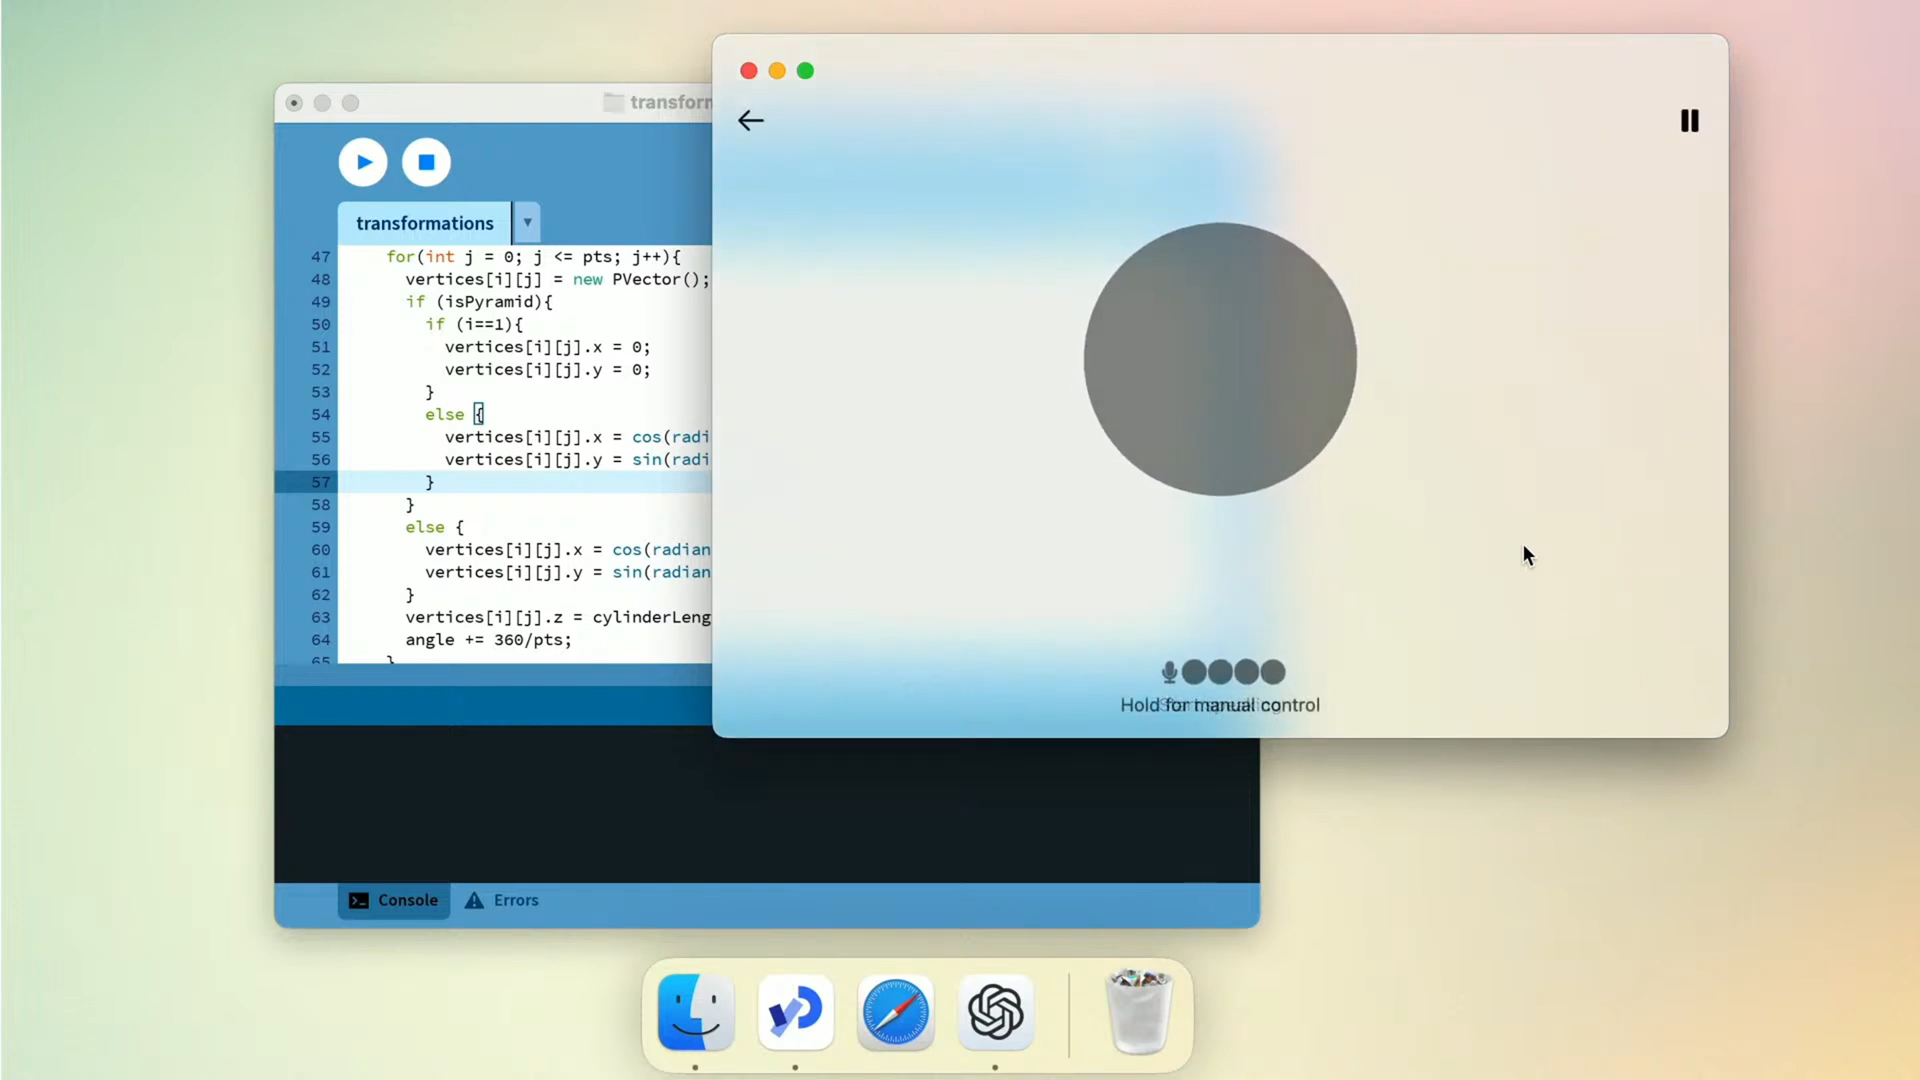 transform
transformations
47 for(int j = 0; j <= pts; j++){
48 vertices[i][j] = new PVector();
49 if (isPyramid){
50 if (i==1){
51 vertices[i][j].x = 0;
52 vertices[i][j].y = 0;
53 }
54 else {
55 vertices[i][j].x = cos(radi
56 vertices[i][j].y = sin(radi
57 }
58 }
59 else {
60 vertices[i][j].x = cos(radian
61 vertices[i][j].y = sin(radian
62 }
63 vertices[i][j].z = cylinderLeng
64 angle += 360/pts;
65 }
Hold for manual control
Console
Errors